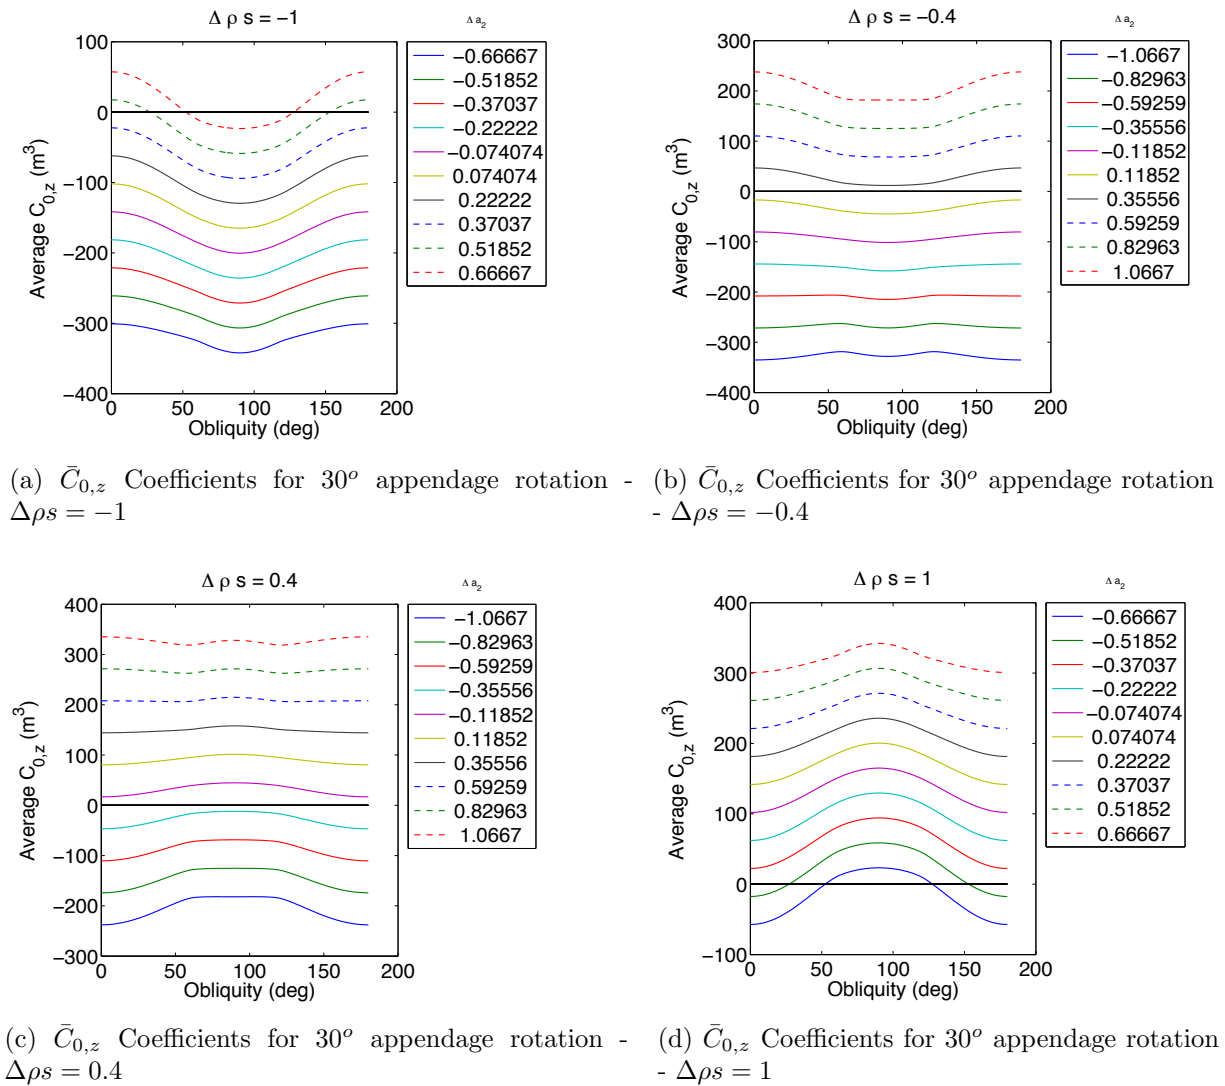 Δ ρ s = −1
Δ a2
100
0
−100
−200
−300
−400
0 50 100 150 200
Average C0,z (m3)
Obliquity (deg)
−0.66667
−0.51852
−0.37037
−0.22222
−0.074074
0.074074
0.22222
0.37037
0.51852
0.66667
(a) C̄0,z Coefficients for 30o appendage rotation -
Δρs = −1
Δ ρ s = −0.4
Δ a2
300
200
100
0
−100
−200
−300
−400
0 50 100 150 200
Average C0,z (m3)
Obliquity (deg)
−1.0667
−0.82963
−0.59259
−0.35556
−0.11852
0.11852
0.35556
0.59259
0.82963
1.0667
(b) C̄0,z Coefficients for 30o appendage rotation
- Δρs = −0.4
Δ ρ s = 0.4
Δ a2
400
300
200
100
0
−100
−200
−300
0 50 100 150 200
Average C0,z (m3)
Obliquity (deg)
−1.0667
−0.82963
−0.59259
−0.35556
−0.11852
0.11852
0.35556
0.59259
0.82963
1.0667
(c) C̄0,z Coefficients for 30o appendage rotation -
Δρs = 0.4
Δ ρ s = 1
Δ a2
400
300
200
100
0
−100
0 50 100 150 200
Average C0,z (m3)
Obliquity (deg)
−0.66667
−0.51852
−0.37037
−0.22222
−0.074074
0.074074
0.22222
0.37037
0.51852
0.66667
(d) C̄0,z Coefficients for 30o appendage rotation
- Δρs = 1